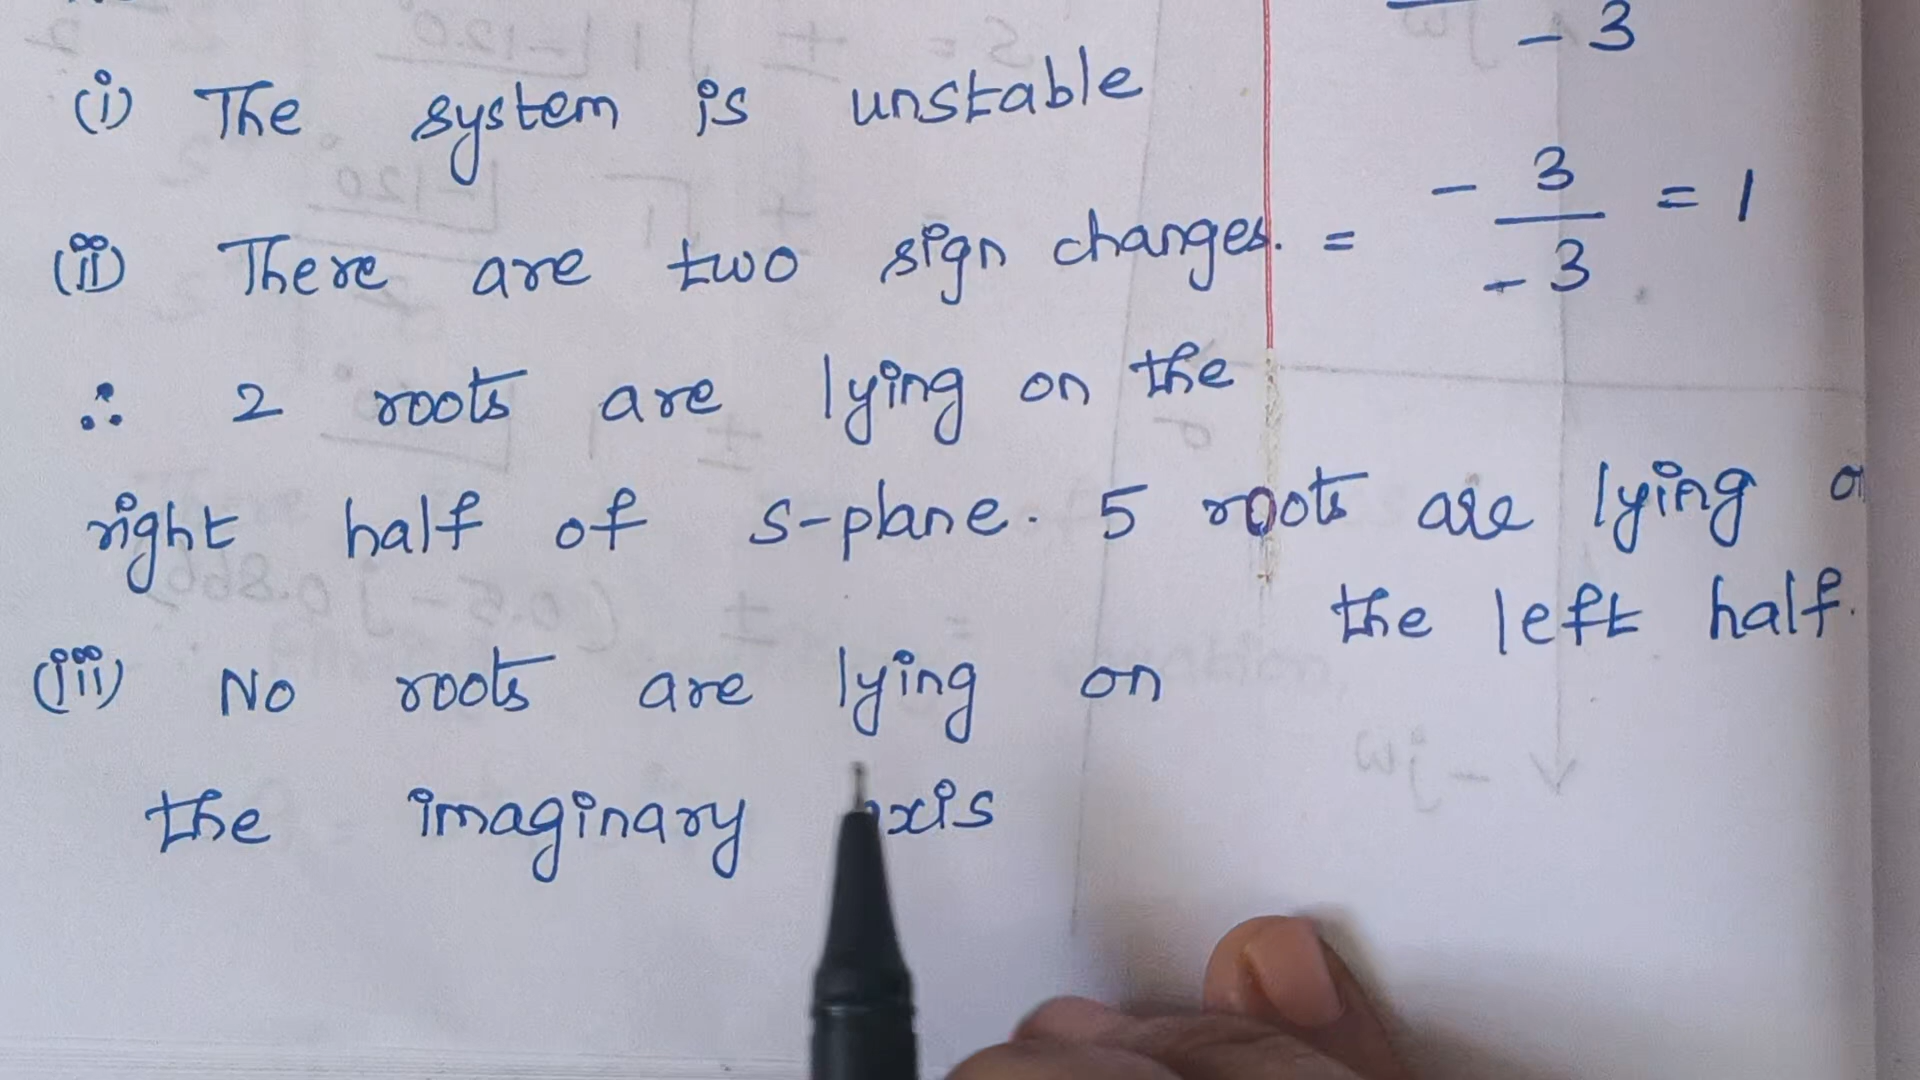 - 3
(i) The system is unstable
- 3
= 1
- 3
(ii) There are two sign changes. =
∴ 2 roots are lying on the
right half of s-plane. 5 roots are lying
the left half.
(iii) No roots are lying on
the imaginary axis